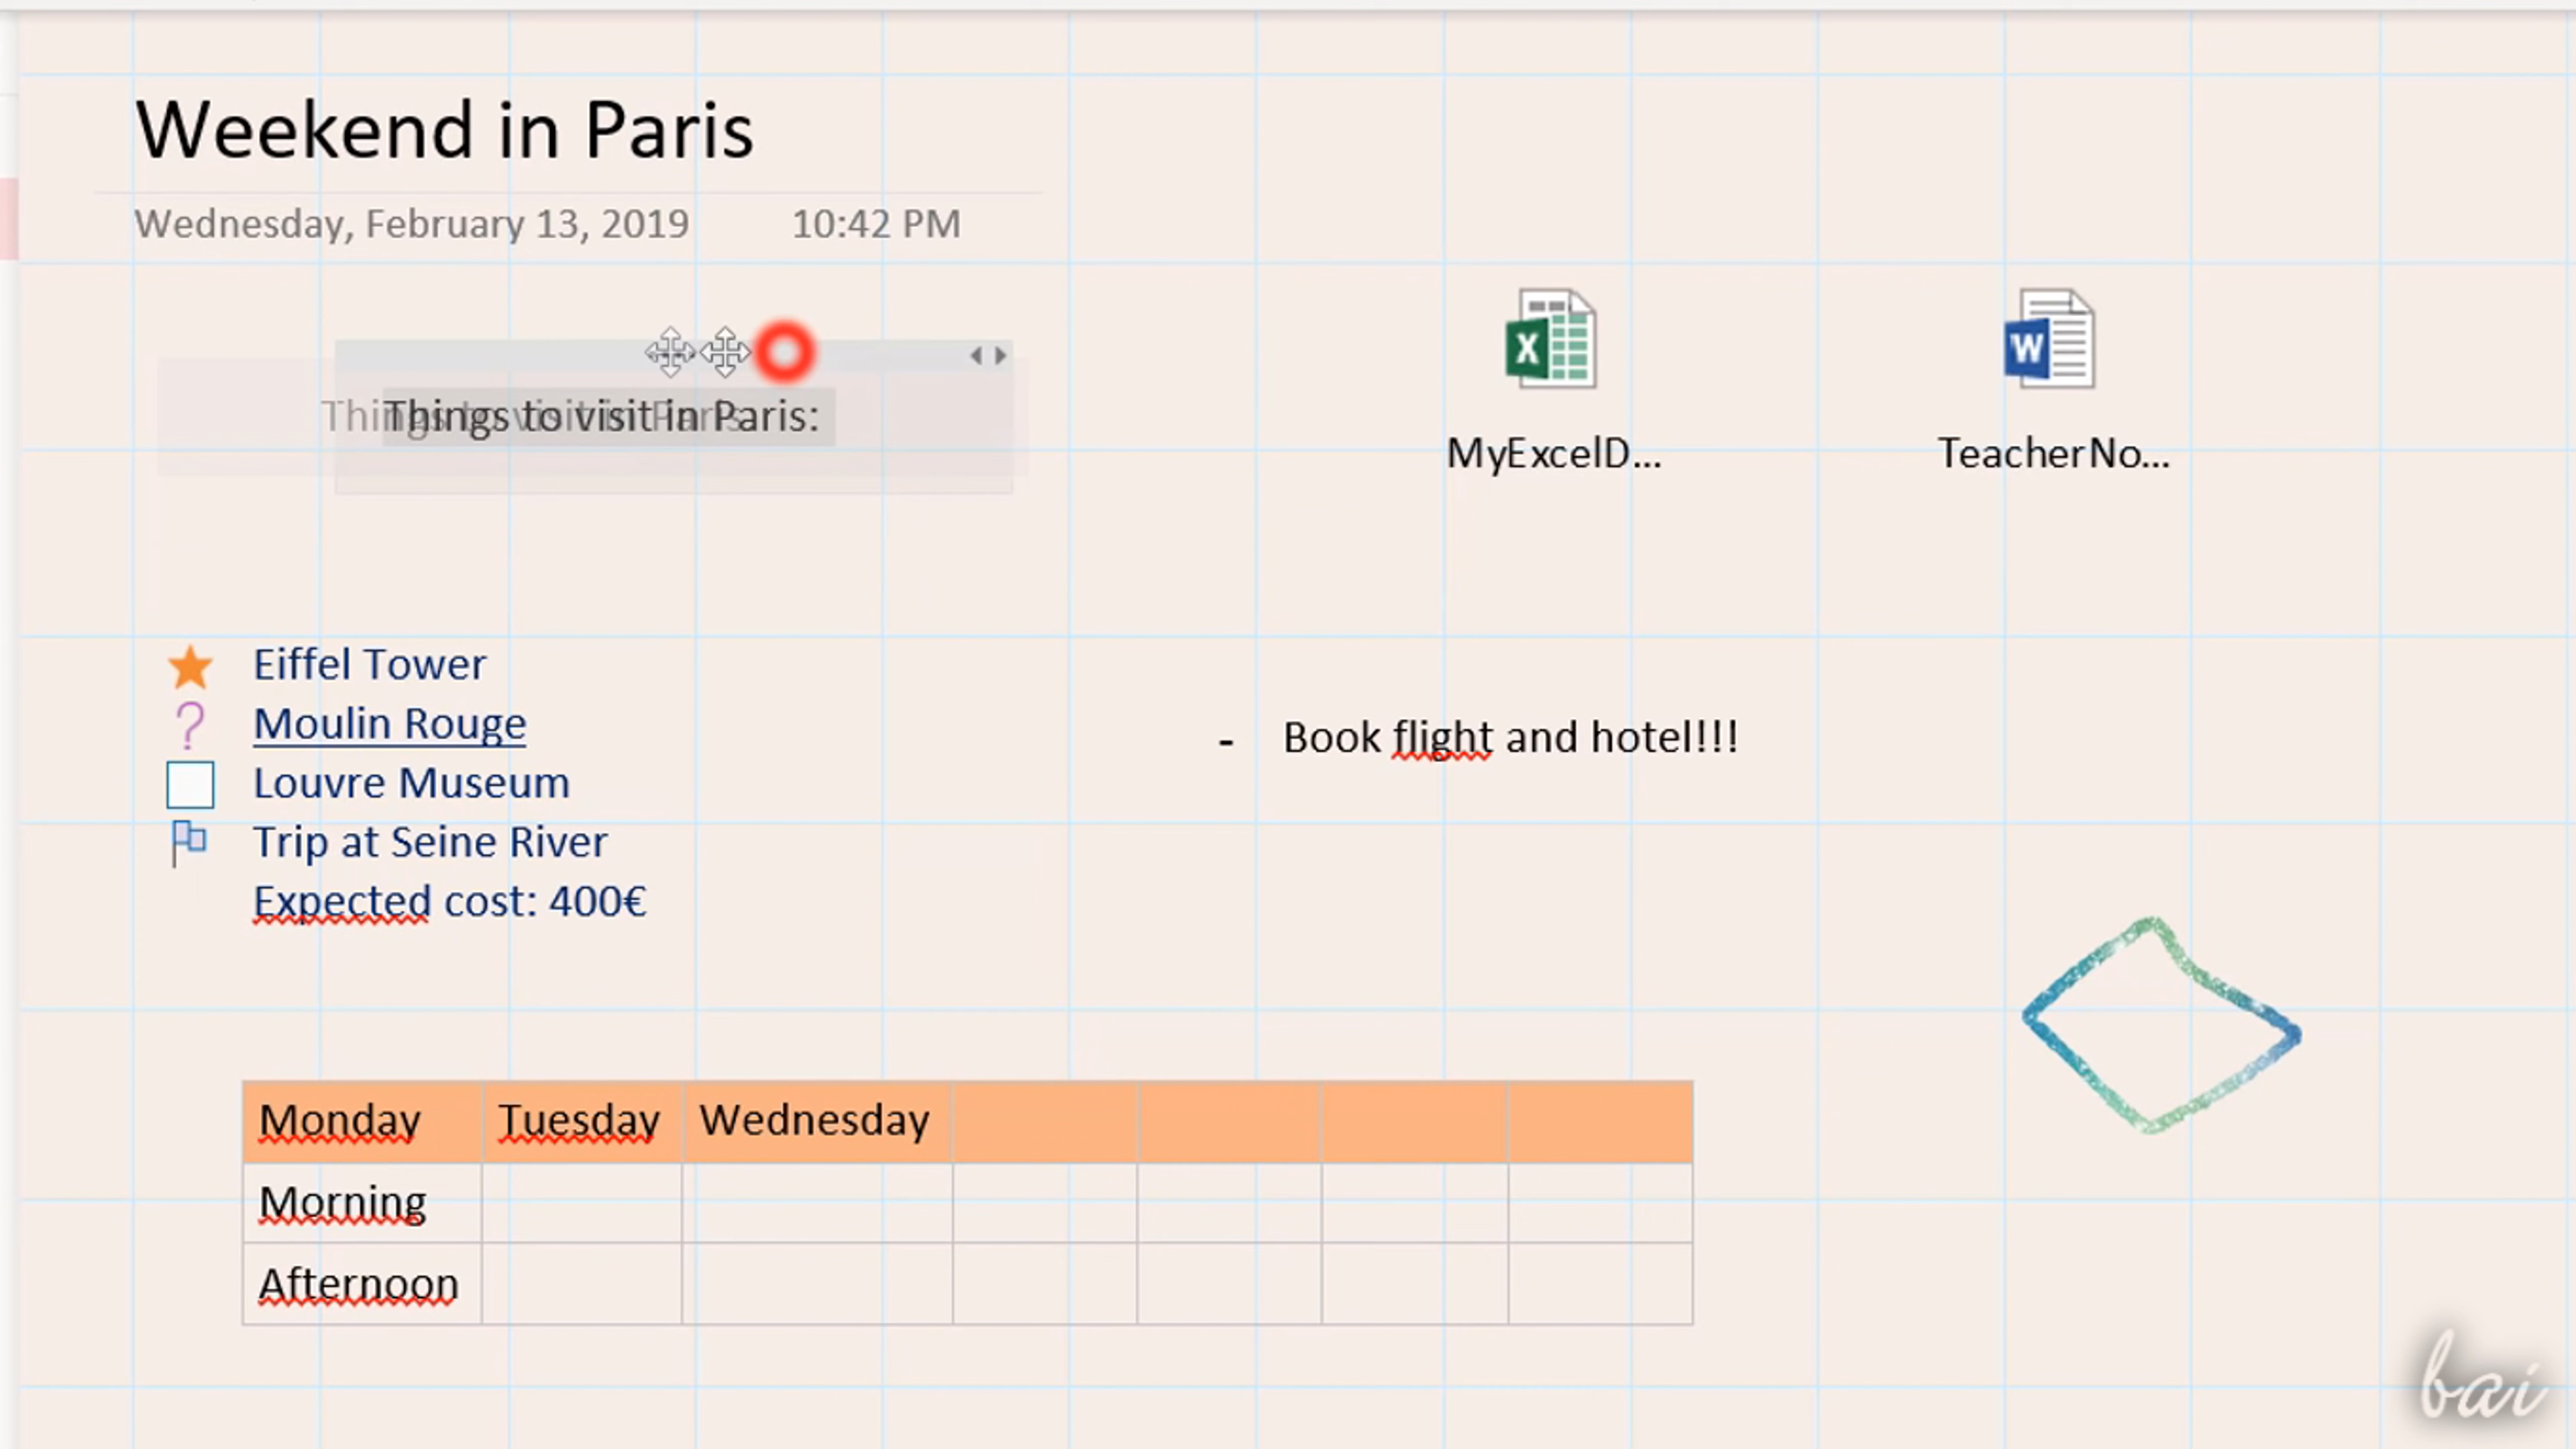 Weekend in Paris
Wednesday, February 13, 2019 10:42 PM
Things to visit in Paris:
X
W
MyExcelD...
TeacherNo...
Eiffel Tower
? Moulin Rouge
Louvre Museum
Trip at Seine River
Expected cost: 400€
- Book flight and hotel!!!
Monday Tuesday Wednesday
Morning
Afternoon
bai